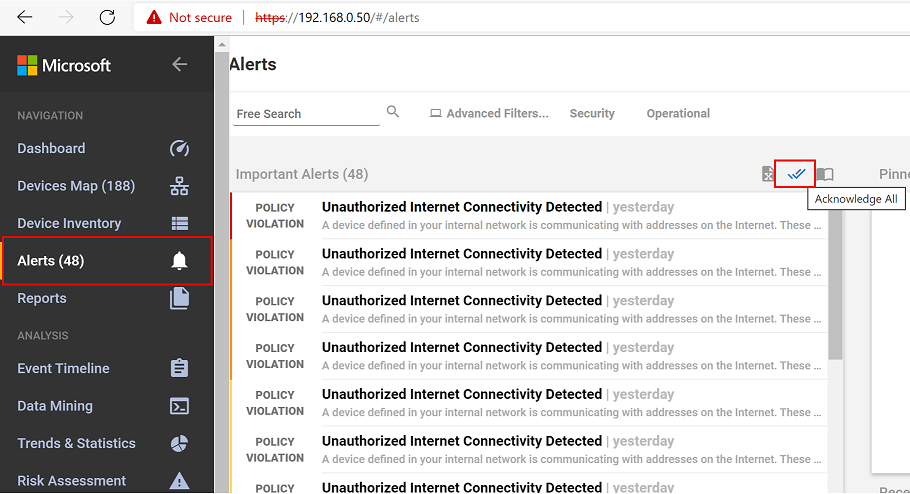 Not secure | https://192.168.0.50/#/alerts
Microsoft
NAVIGATION
Dashboard
Devices Map (188)
Device Inventory
Alerts (48)
Reports
ANALYSIS
Event Timeline
Data Mining
Trends & Statistics
Risk Assessment
Alerts
Free Search
Advanced Filters...
Security
Operational
Important Alerts (48)
Acknowledge All
POLICY VIOLATION
Unauthorized Internet Connectivity Detected | yesterday
A device defined in your internal network is communicating with addresses on the Internet. These ...
POLICY VIOLATION
Unauthorized Internet Connectivity Detected | yesterday
A device defined in your internal network is communicating with addresses on the Internet. These ...
POLICY VIOLATION
Unauthorized Internet Connectivity Detected | yesterday
A device defined in your internal network is communicating with addresses on the Internet. These ...
POLICY VIOLATION
Unauthorized Internet Connectivity Detected | yesterday
A device defined in your internal network is communicating with addresses on the Internet. These ...
POLICY VIOLATION
Unauthorized Internet Connectivity Detected | yesterday
A device defined in your internal network is communicating with addresses on the Internet. These ...
POLICY VIOLATION
Unauthorized Internet Connectivity Detected | yesterday
A device defined in your internal network is communicating with addresses on the Internet. These ...
POLICY
Unauthorized Internet Connectivity Detected | yesterday